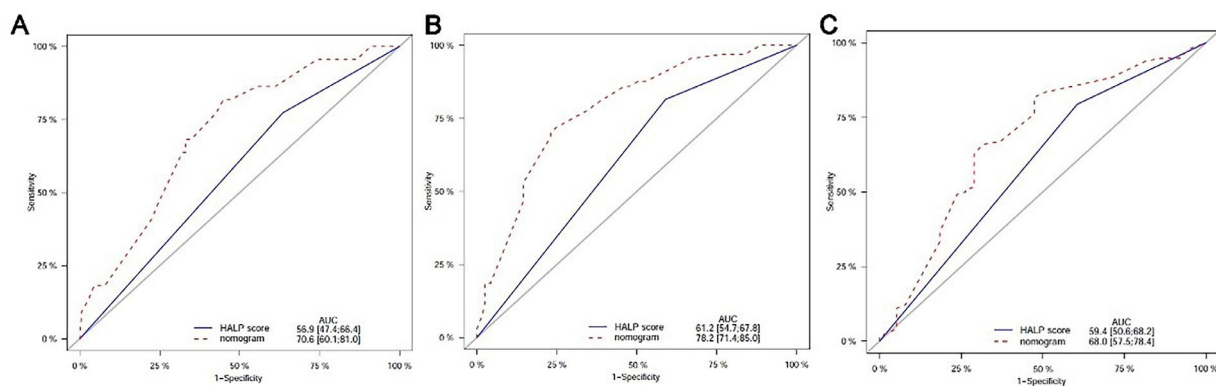 A
100 %
75 %
50 %
25 %
0 %
Sensitivity
AUC
HALP score 56.9 [47.4;66.4]
nomogram 70.6 [60.1;81.0]
0 %
25 %
50 %
75 %
100 %
1-Specificity
B
100 %
75 %
50 %
25 %
0 %
Sensitivity
AUC
HALP score 61.2 [54.7;67.8]
nomogram 78.2 [71.4;85.0]
0 %
25 %
50 %
75 %
100 %
1-Specificity
C
100 %
75 %
50 %
25 %
0 %
Sensitivity
AUC
HALP score 59.4 [50.6;68.2]
nomogram 68.0 [57.5;78.4]
0 %
25 %
50 %
75 %
100 %
1-Specificity